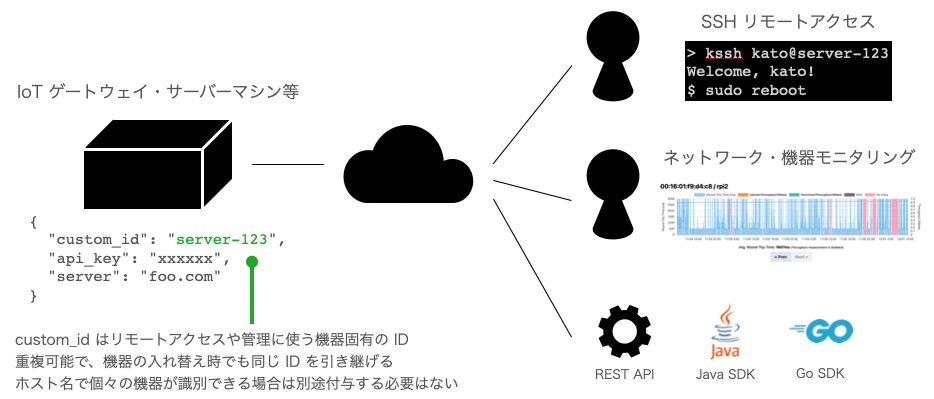 SSH リモートアクセス
> kssh kato@server-123
Welcome, kato!
$ sudo reboot
IoT ゲートウェイ・サーバーマシン等
ネットワーク・機器モニタリング
00:16:01:f9:d4:c8 / rpi2
{
"custom_id": "server-123",
"api_key": "xxxxxx",
"server": "foo.com"
}
custom_id はリモートアクセスや管理に使う機器固有の ID
重複可能で、機器の入れ替え時でも同じ ID を引き継げる
ホスト名で個々の機器が識別できる場合は別途付与する必要はない
Java
GO
REST API
Java SDK
Go SDK